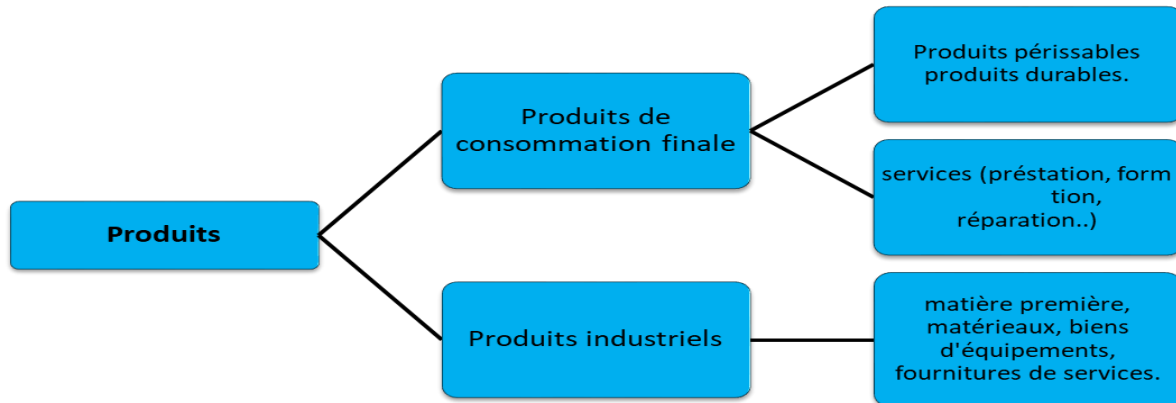 Produits
Produits de
consommation finale
Produits périssables
produits durables.
services (préstation, form
tion,
réparation..)
Produits industriels
matière première,
matérieaux, biens
d'équipements,
fournitures de services.